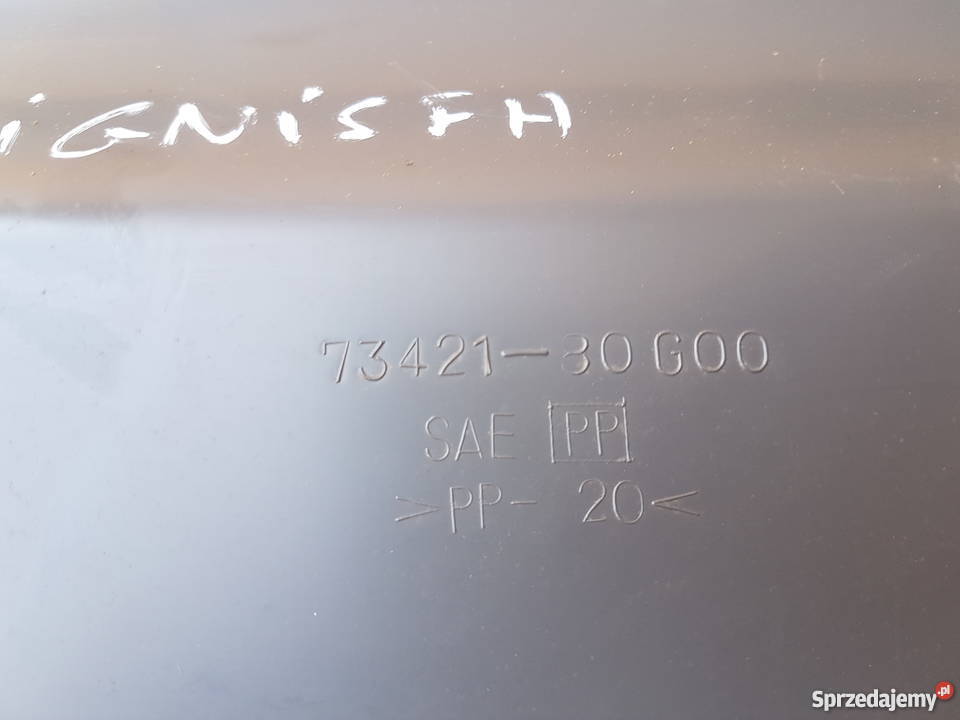 iGNiS FH
73421-80G00
SAE PP
>PP- 20<
Sprzedajemy.pl